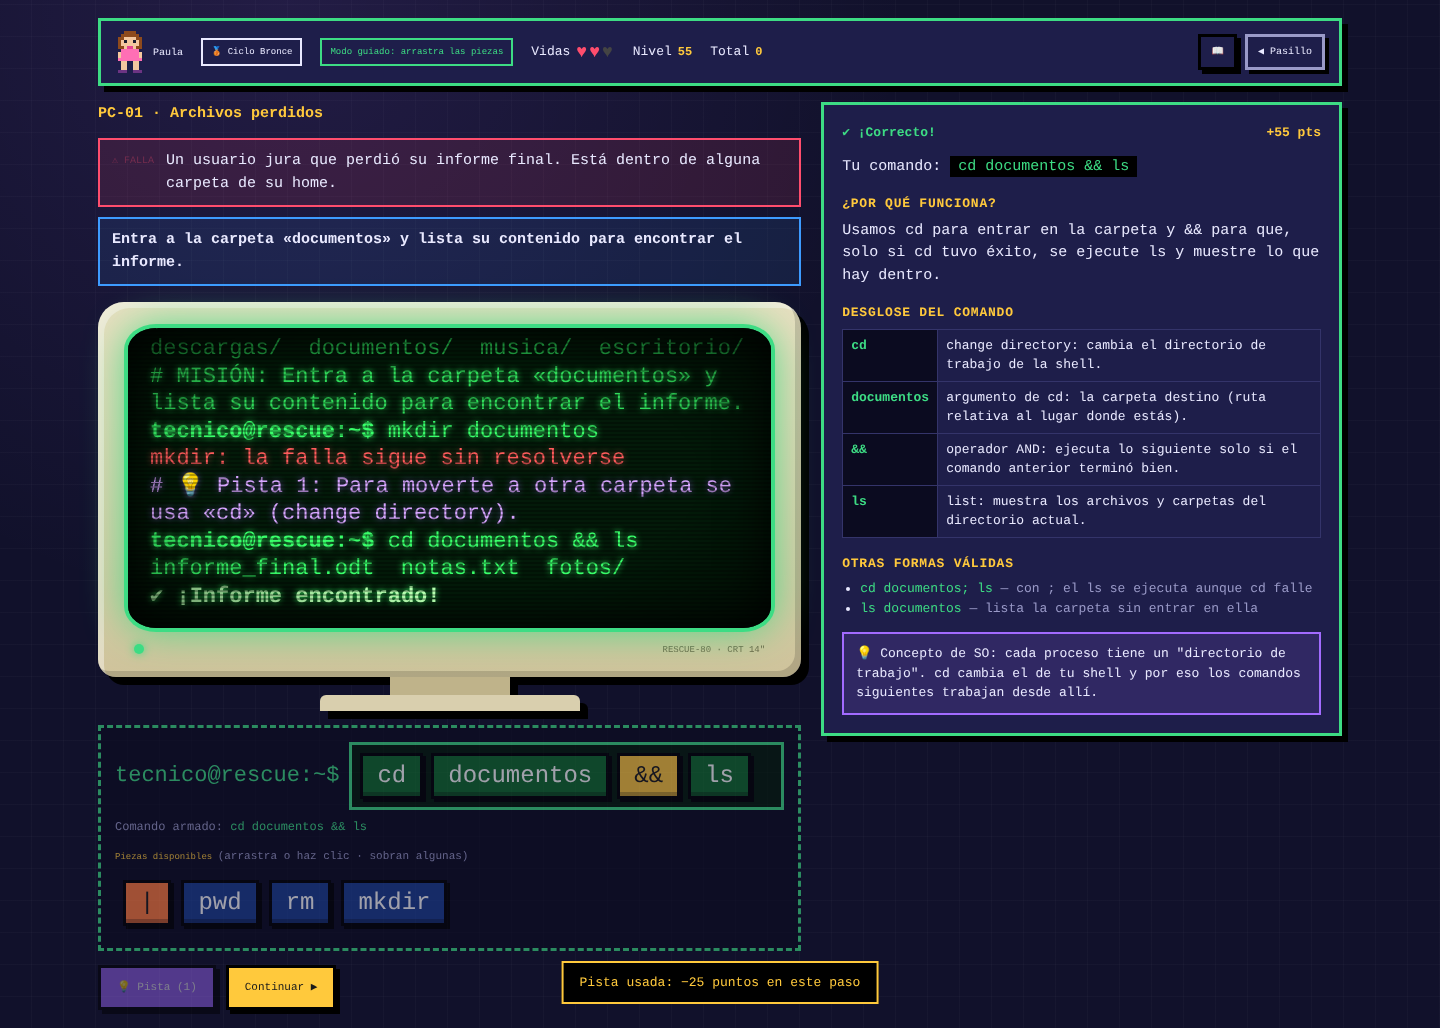 Paula
🏅 Ciclo Bronce
Modo guiado: arrastra las piezas
Vidas ♥♥♥
Nivel 55
Total 0
📖
◀ Pasillo
PC-01 · Archivos perdidos
⚠ FALLA
Un usuario jura que perdió su informe final. Está dentro de alguna
carpeta de su home.
Entra a la carpeta «documentos» y lista su contenido para encontrar el
informe.
descargas/  documentos/  musica/  escritorio/
# MISIÓN: Entra a la carpeta «documentos» y
lista su contenido para encontrar el informe.
tecnico@rescue:~$ mkdir documentos
mkdir: la falla sigue sin resolverse
# 💡 Pista 1: Para moverte a otra carpeta se
usa «cd» (change directory).
tecnico@rescue:~$ cd documentos && ls
informe_final.odt  notas.txt  fotos/
✔ ¡Informe encontrado!
RESCUE-80 · CRT 14"
tecnico@rescue:~$ cd documentos && ls
Comando armado: cd documentos && ls
Piezas disponibles (arrastra o haz clic · sobran algunas)
| pwd rm mkdir
💡 Pista (1)
Continuar ▶
Pista usada: −25 puntos en este paso
✔ ¡Correcto!
+55 pts
Tu comando: cd documentos && ls
¿POR QUÉ FUNCIONA?
Usamos cd para entrar en la carpeta y && para que,
solo si cd tuvo éxito, se ejecute ls y muestre lo que
hay dentro.
DESGLOSE DEL COMANDO
cd
change directory: cambia el directorio de
trabajo de la shell.
documentos
argumento de cd: la carpeta destino (ruta
relativa al lugar donde estás).
&&
operador AND: ejecuta lo siguiente solo si el
comando anterior terminó bien.
ls
list: muestra los archivos y carpetas del
directorio actual.
OTRAS FORMAS VÁLIDAS
• cd documentos; ls — con ; el ls se ejecuta aunque cd falle
• ls documentos — lista la carpeta sin entrar en ella
💡 Concepto de SO: cada proceso tiene un "directorio de
trabajo". cd cambia el de tu shell y por eso los comandos
siguientes trabajan desde allí.